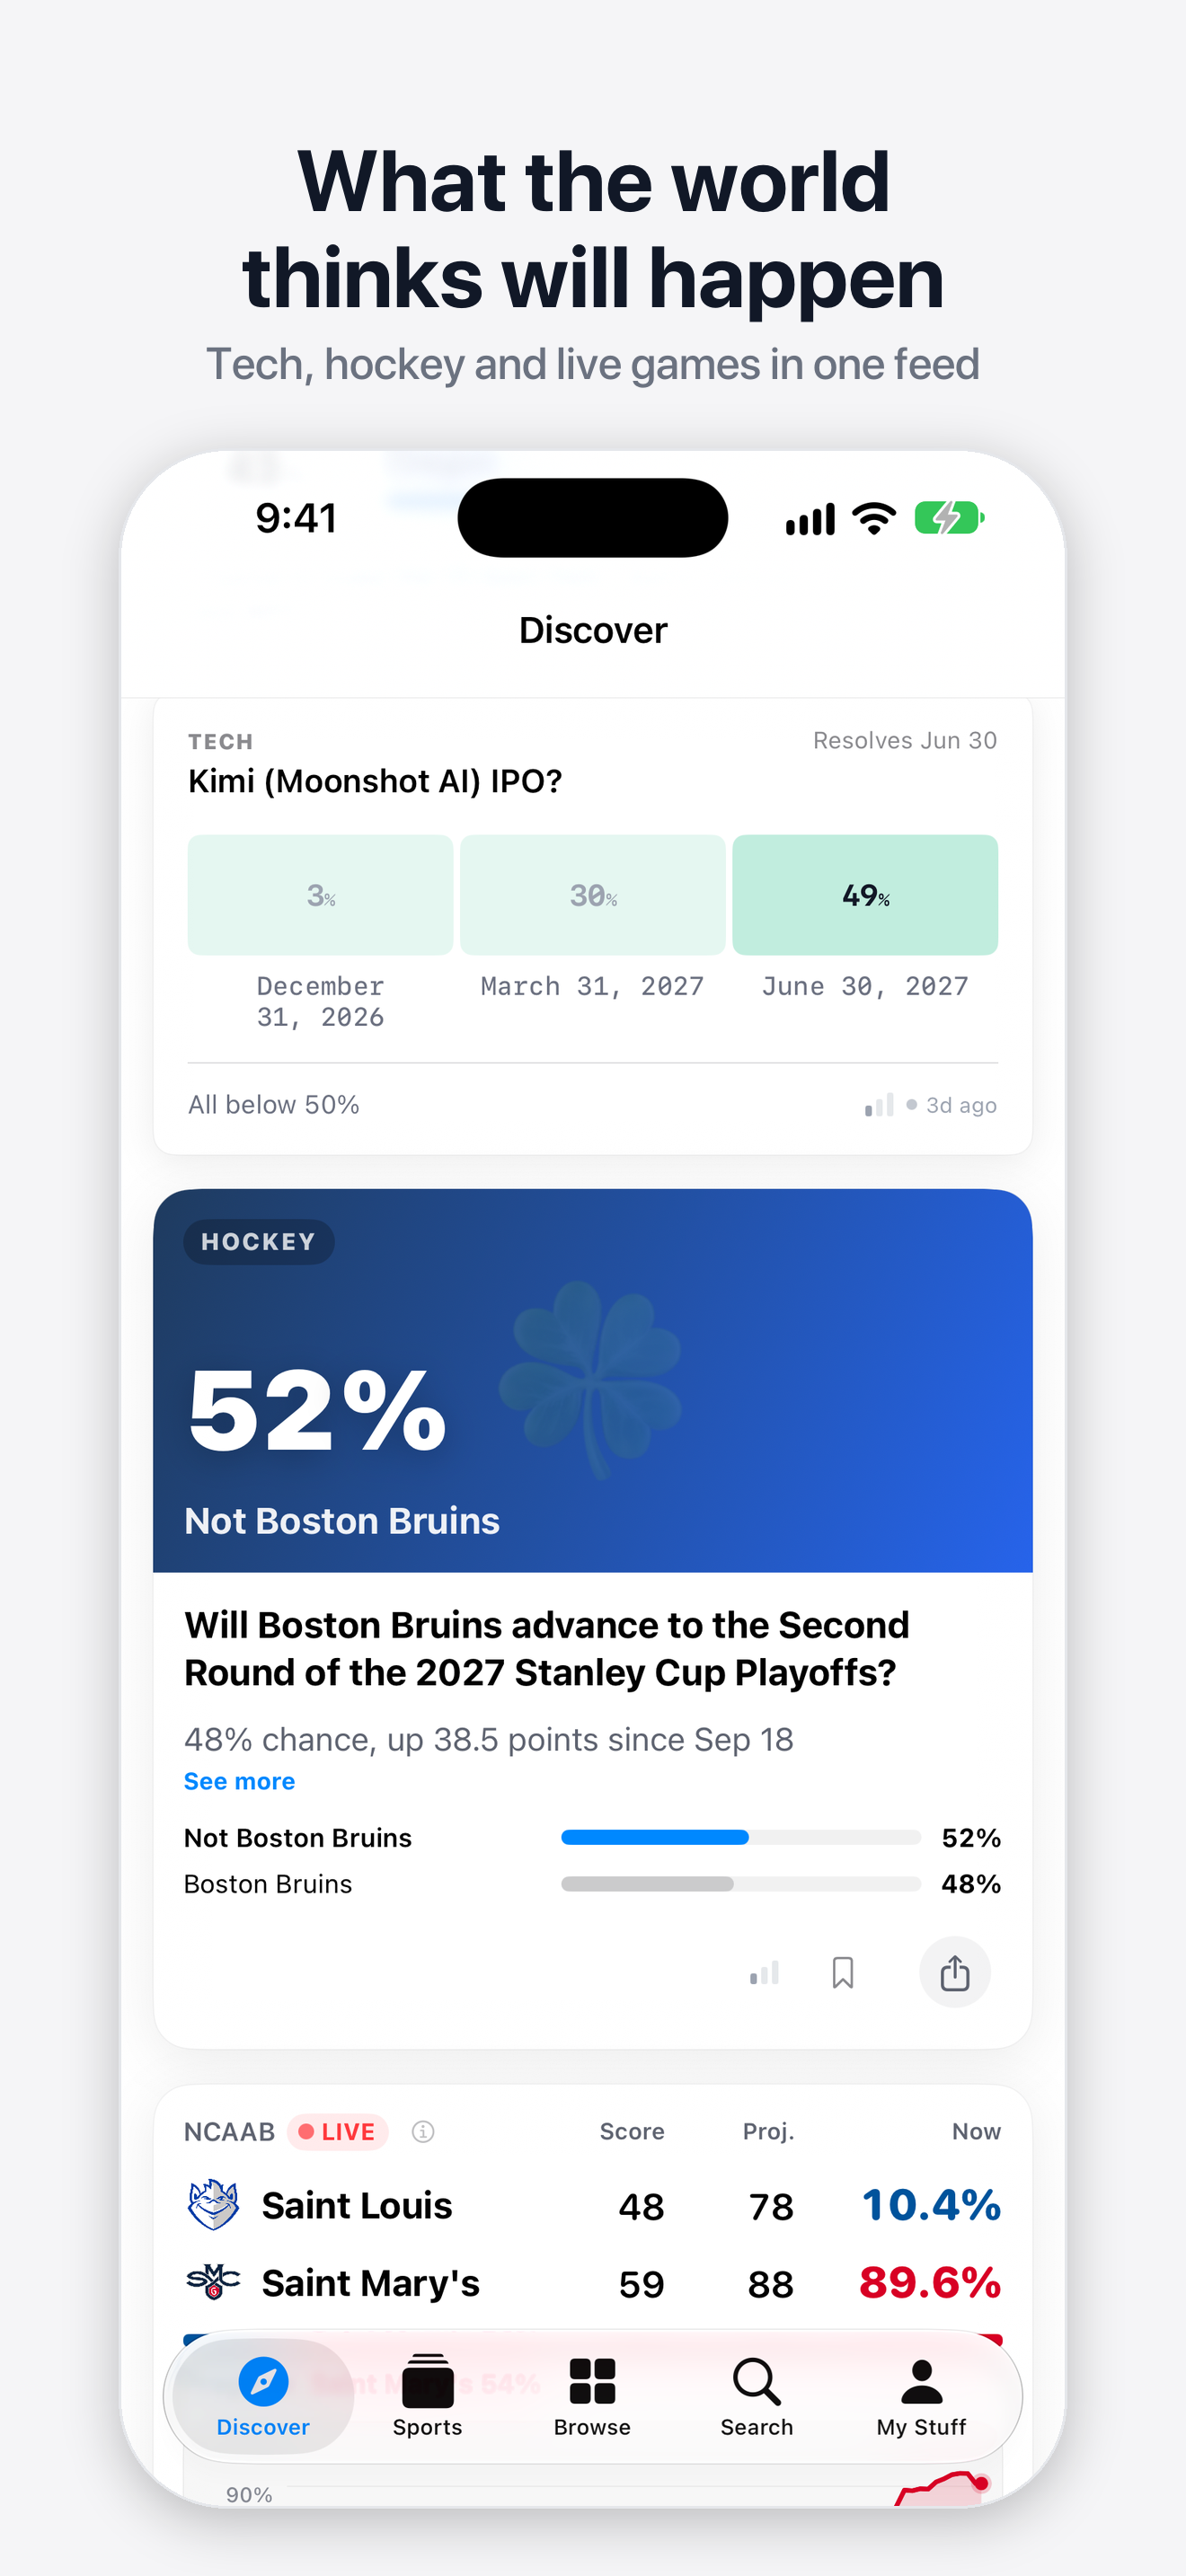 What the world
thinks will happen
Tech, hockey and live games in one feed
9:41
Discover
TECH
Resolves Jun 30
Kimi (Moonshot AI) IPO?
3%
30%
49%
December
31, 2026
March 31, 2027
June 30, 2027
All below 50%
3d ago
HOCKEY
52%
Not Boston Bruins
Will Boston Bruins advance to the Second
Round of the 2027 Stanley Cup Playoffs?
48% chance, up 38.5 points since Sep 18
See more
Not Boston Bruins 52%
Boston Bruins 48%
NCAAB LIVE Score Proj. Now
Saint Louis 48 78 10.4%
SMC
Saint Mary's 59 88 89.6%
54%
Discover Sports Browse Search My Stuff
90%